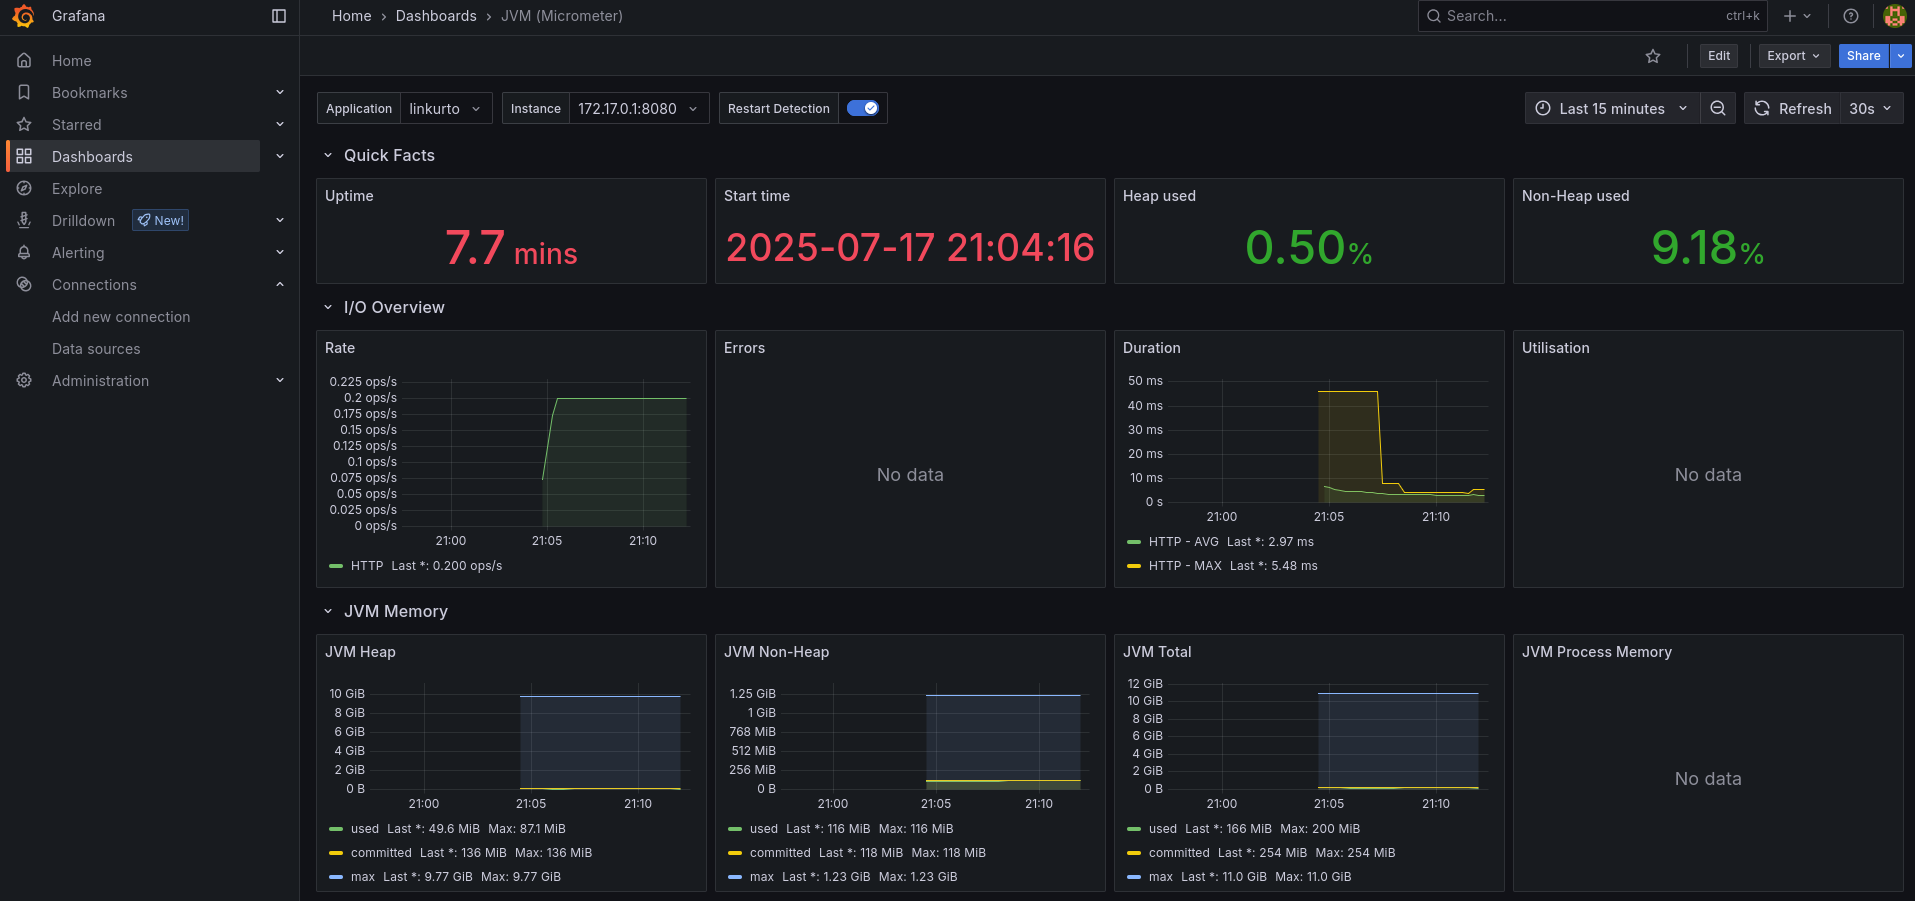 Grafana
Home › Dashboards › JVM (Micrometer)
Search... ctrl+k
Edit Export Share
Home
Bookmarks
Starred
Dashboards
Explore
Drilldown New!
Alerting
Connections
Add new connection
Data sources
Administration
Application linkurto Instance 172.17.0.1:8080 Restart Detection
Last 15 minutes Refresh 30s
Quick Facts
Uptime
7.7 mins
Start time
2025-07-17 21:04:16
Heap used
0.50%
Non-Heap used
9.18%
I/O Overview
Rate
0.225 ops/s
0.2 ops/s
0.175 ops/s
0.15 ops/s
0.125 ops/s
0.1 ops/s
0.075 ops/s
0.05 ops/s
0.025 ops/s
0 ops/s
21:00 21:05 21:10
HTTP Last *: 0.200 ops/s
Errors
No data
Duration
50 ms
40 ms
30 ms
20 ms
10 ms
0 s
21:00 21:05 21:10
HTTP - AVG Last *: 2.97 ms
HTTP - MAX Last *: 5.48 ms
Utilisation
No data
JVM Memory
JVM Heap
10 GiB
8 GiB
6 GiB
4 GiB
2 GiB
0 B
21:00 21:05 21:10
used Last *: 49.6 MiB Max: 87.1 MiB
committed Last *: 136 MiB Max: 136 MiB
max Last *: 9.77 GiB Max: 9.77 GiB
JVM Non-Heap
1.25 GiB
1 GiB
768 MiB
512 MiB
256 MiB
0 B
21:00 21:05 21:10
used Last *: 116 MiB Max: 116 MiB
committed Last *: 118 MiB Max: 118 MiB
max Last *: 1.23 GiB Max: 1.23 GiB
JVM Total
12 GiB
10 GiB
8 GiB
6 GiB
4 GiB
2 GiB
0 B
21:00 21:05 21:10
used Last *: 166 MiB Max: 200 MiB
committed Last *: 254 MiB Max: 254 MiB
max Last *: 11.0 GiB Max: 11.0 GiB
JVM Process Memory
No data